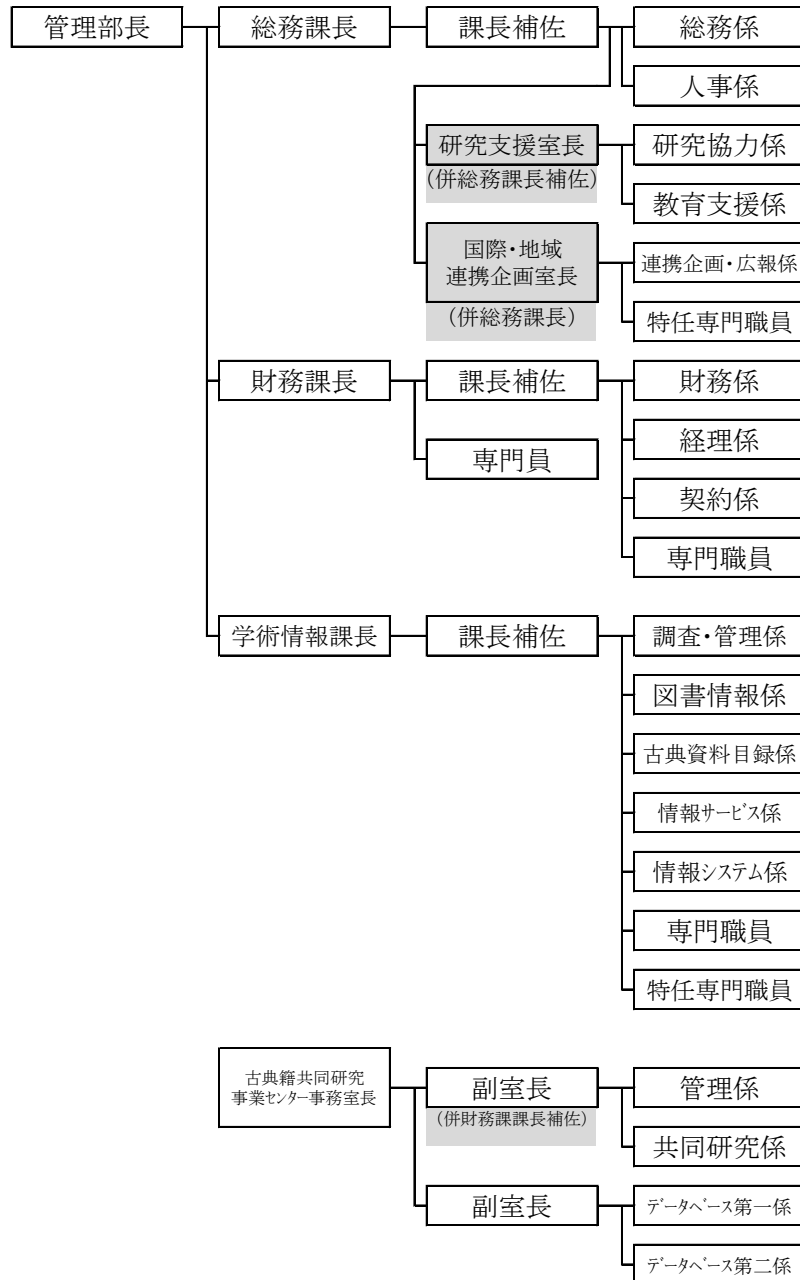 管理部長
総務課長
課長補佐
総務係
人事係
研究支援室長
(併総務課長補佐)
研究協力係
教育支援係
国際・地域
連携企画室長
(併総務課長)
連携企画・広報係
特任専門職員
財務課長
課長補佐
財務係
経理係
専門員
契約係
専門職員
学術情報課長
課長補佐
調査・管理係
図書情報係
古典資料目録係
情報サービス係
情報システム係
専門職員
特任専門職員
古典籍共同研究
事業センター事務室長
副室長
(併財務課課長補佐)
管理係
共同研究係
副室長
データベース第一係
データベース第二係